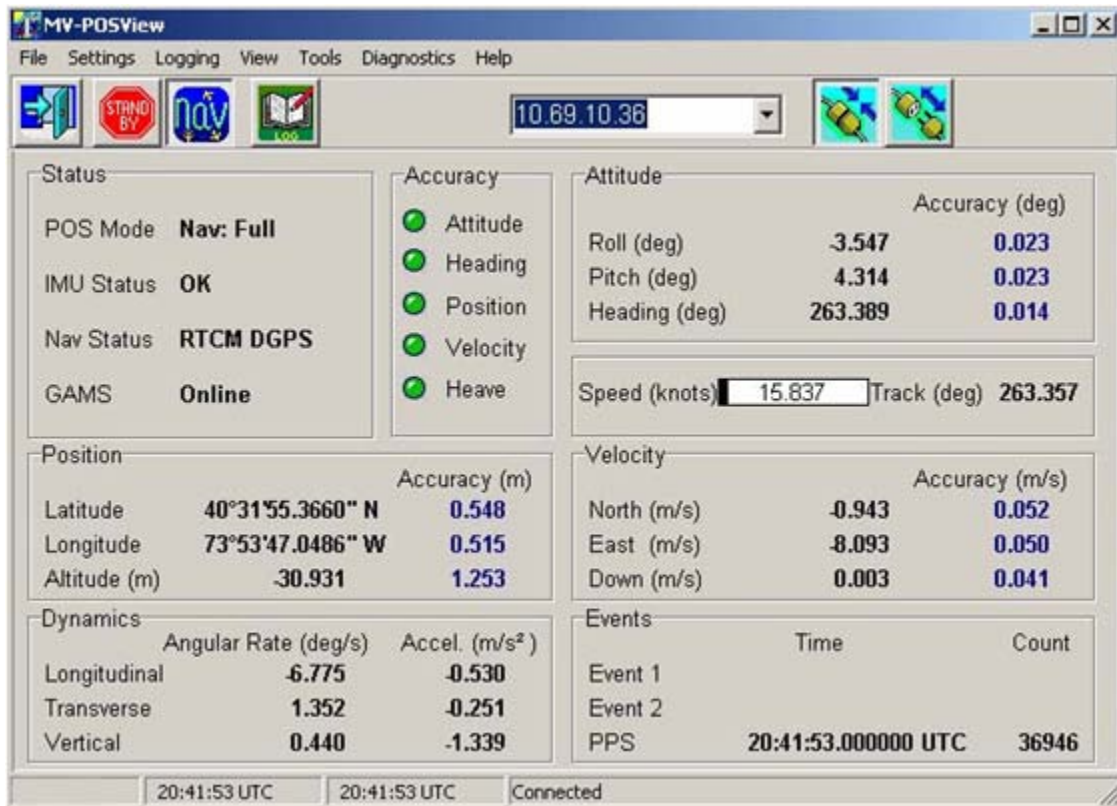 MV-POSView
File Settings Logging View Tools Diagnostics Help
STAND BY nav LOG 10.69.10.36
Status
POS Mode Nav: Full
IMU Status OK
Nav Status RTCM DGPS
GAMS Online
Accuracy
Attitude
Heading
Position
Velocity
Heave
Attitude
Accuracy (deg)
Roll (deg) -3.547 0.023
Pitch (deg) 4.314 0.023
Heading (deg) 263.389 0.014
Speed (knots) 15.837 Track (deg) 263.357
Position
Accuracy (m)
Latitude 40°31'55.3660" N 0.548
Longitude 73°53'47.0486" W 0.515
Altitude (m) -30.931 1.253
Velocity
Accuracy (m/s)
North (m/s) -0.943 0.052
East (m/s) -8.093 0.050
Down (m/s) 0.003 0.041
Dynamics
Angular Rate (deg/s) Accel. (m/s²)
Longitudinal -6.775 -0.530
Transverse 1.352 -0.251
Vertical 0.440 -1.339
Events
Time Count
Event 1
Event 2
PPS 20:41:53.000000 UTC 36946
20:41:53 UTC 20:41:53 UTC Connected